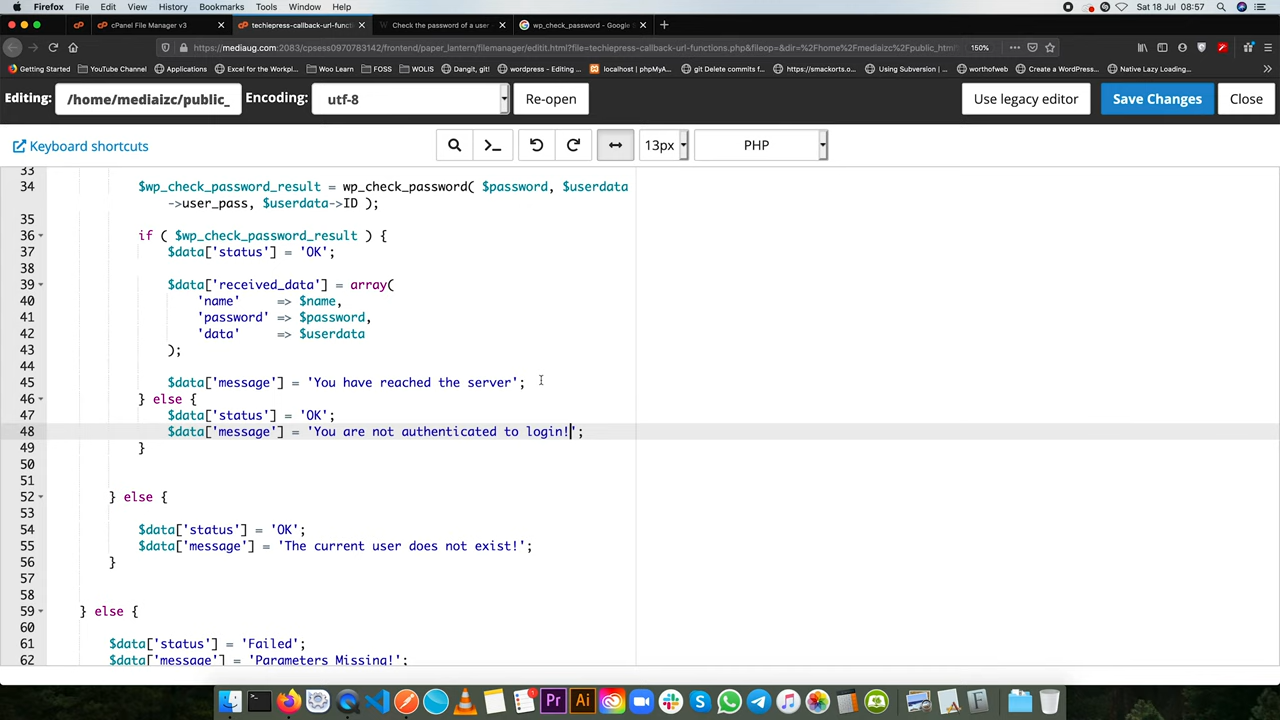 Firefox File Edit View History Bookmarks Tools Window Help Sat 18 Jul 08:57
cPanel File Manager v3 techiepress-callback-url-functi Check the password of a user wp_check_password - Google
https://mediaug.com:2083/cpsess0970783142/frontend/paper_lantern/filemanager/editit.html?file=techiepress-callback-url-functions.php&fileop=&dir=%2Fhome%2Fmediaizc%2Fpublic_htm 150%
Getting Started YouTube Channel Applications Excel for the Workpl... Woo Learn FOSS WOLIS Dangit, git! wordpress - Editing ... localhost | phpMyA... git Delete commits f... https://smackorts.o... Using Subversion | ... worthofweb Create a WordPress... Native Lazy Loading...
Editing: /home/mediaizc/public_ Encoding: utf-8 Re-open Use legacy editor Save Changes Close
Keyboard shortcuts 13px PHP
33
34 $wp_check_password_result = wp_check_password( $password, $userdata
->user_pass, $userdata->ID );
35
36 if ( $wp_check_password_result ) {
37 $data['status'] = 'OK';
38
39 $data['received_data'] = array(
40 'name' => $name,
41 'password' => $password,
42 'data' => $userdata
43 );
44
45 $data['message'] = 'You have reached the server';
46 } else {
47 $data['status'] = 'OK';
48 $data['message'] = 'You are not authenticated to login!';
49 }
50
51
52 } else {
53
54 $data['status'] = 'OK';
55 $data['message'] = 'The current user does not exist!';
56 }
57
58
59 } else {
60
61 $data['status'] = 'Failed';
62 $data['message'] = 'Parameters Missing!';